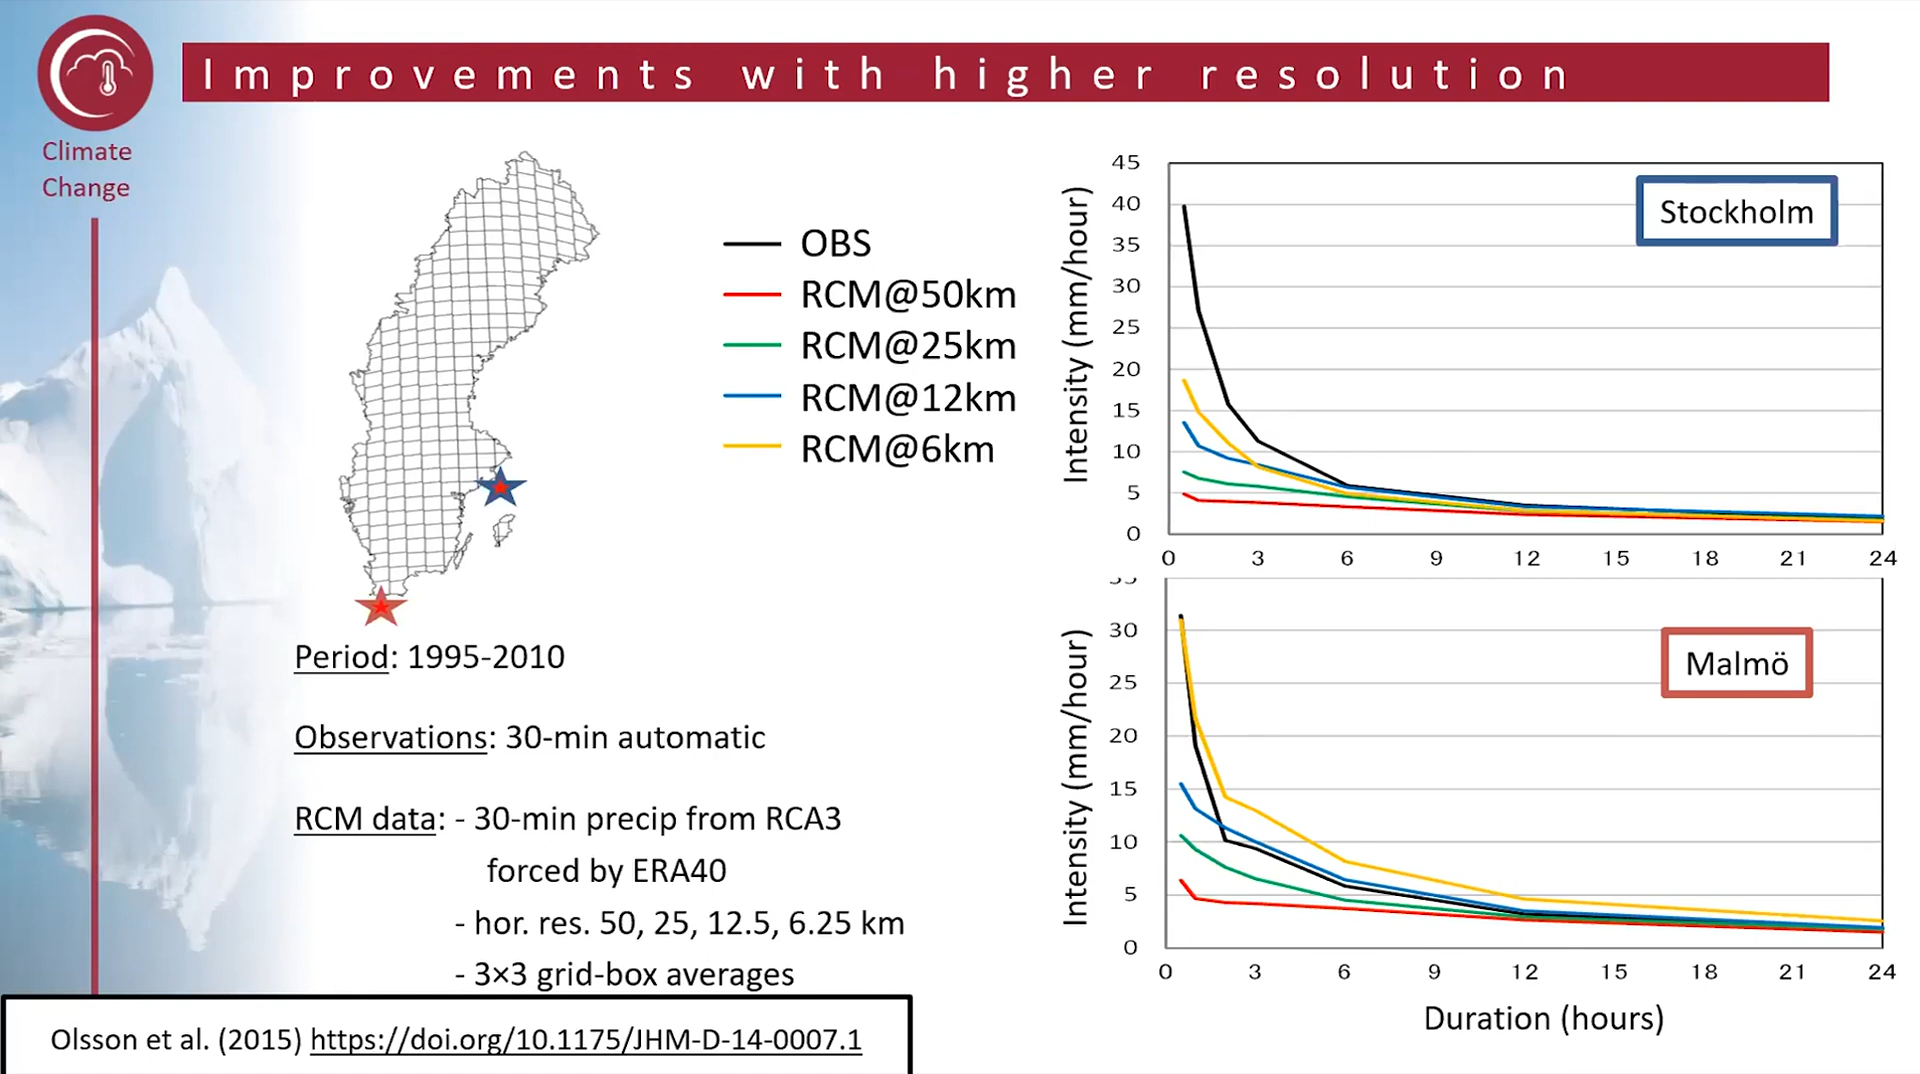 Improvements with higher resolution
Climate
Change
OBS
RCM@50km
RCM@25km
RCM@12km
RCM@6km
Period: 1995-2010
Observations: 30-min automatic
RCM data: - 30-min precip from RCA3
forced by ERA40
- hor. res. 50, 25, 12.5, 6.25 km
- 3×3 grid-box averages
Olsson et al. (2015) https://doi.org/10.1175/JHM-D-14-0007.1
Stockholm
Intensity (mm/hour)
45
40
35
30
25
20
15
10
5
0
0 3 6 9 12 15 18 21 24
Malmö
Intensity (mm/hour)
35
30
25
20
15
10
5
0
0 3 6 9 12 15 18 21 24
Duration (hours)